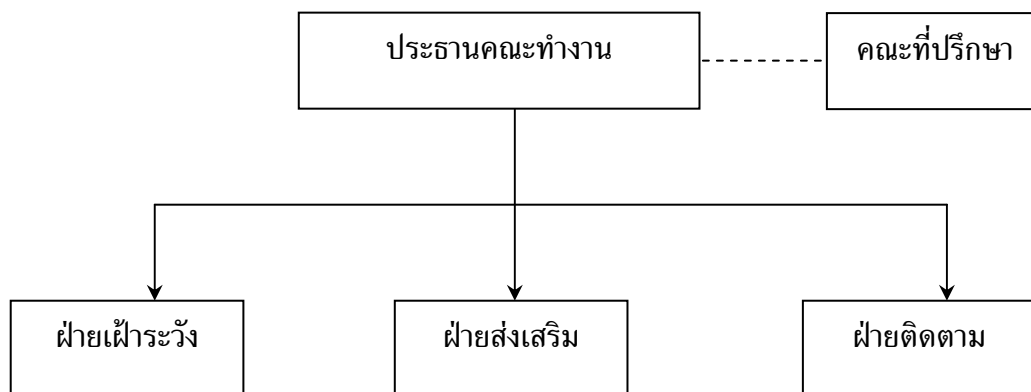 ประธานคณะทำงาน
คณะที่ปรึกษา
ฝ่ายเฝ้าระวัง
ฝ่ายส่งเสริม
ฝ่ายติดตาม